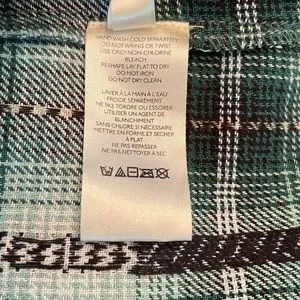 HAND WASH COLD SEPARATELY
DO NOT WRING OR TWIST
USE ONLY NON-CHLORINE
BLEACH
RESHAPE LAY FLAT TO DRY
DO NOT IRON
DO NOT DRY CLEAN
LAVER À LA MAIN À L'EAU
FROIDE SÉPARÉMENT
NE PAS TORDRE OU ESSORER
UTILISER UN AGENT DE
BLANCHIMENT
SANS CHLORE SI NÉCESSAIRE
METTRE EN FORME ET SÉCHER
À PLAT
NE PAS REPASSER
NE PAS NETTOYER À SEC